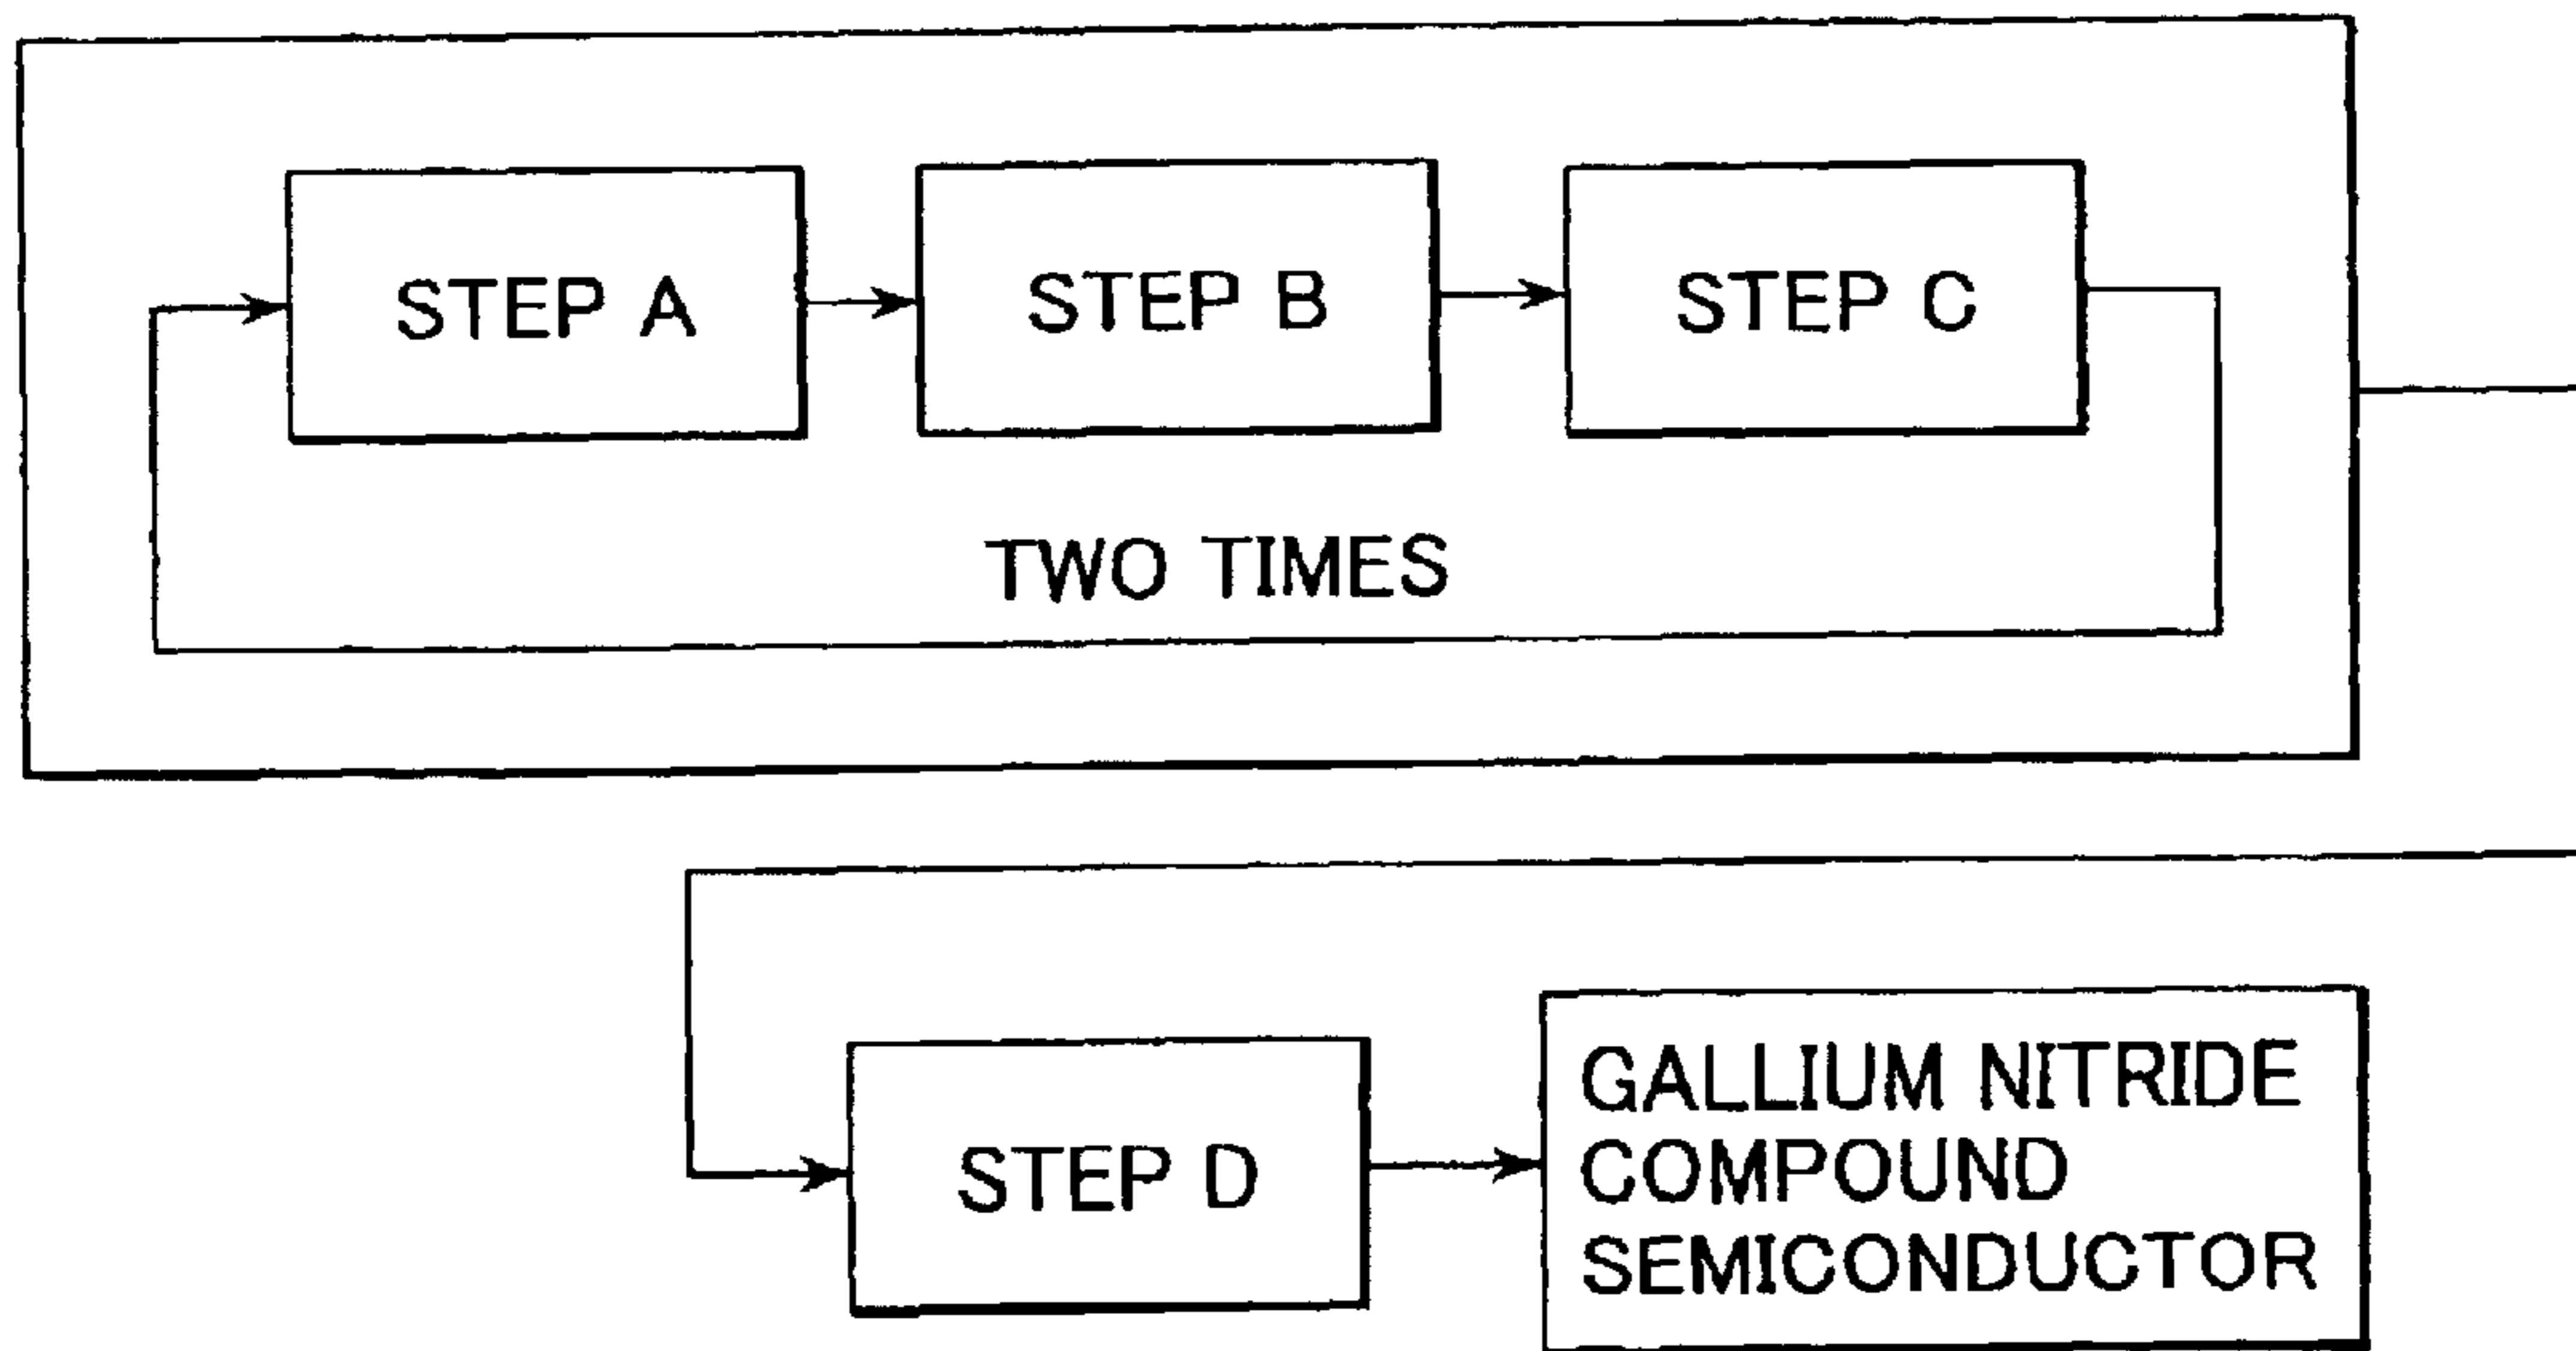 STEP A
STEP B
STEP C
TWO TIMES
STEP D
GALLIUM NITRIDE
COMPOUND
SEMICONDUCTOR